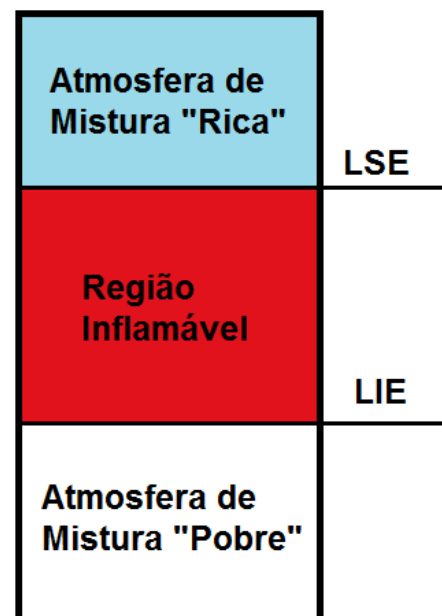 Atmosfera de
Mistura "Rica"
LSE
Região
Inflamável
LIE
Atmosfera de
Mistura "Pobre"